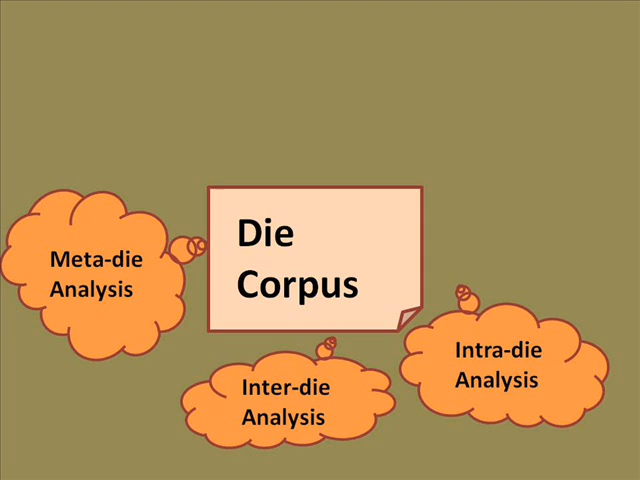 Die
Corpus
Meta-die
Analysis
Inter-die
Analysis
Intra-die
Analysis